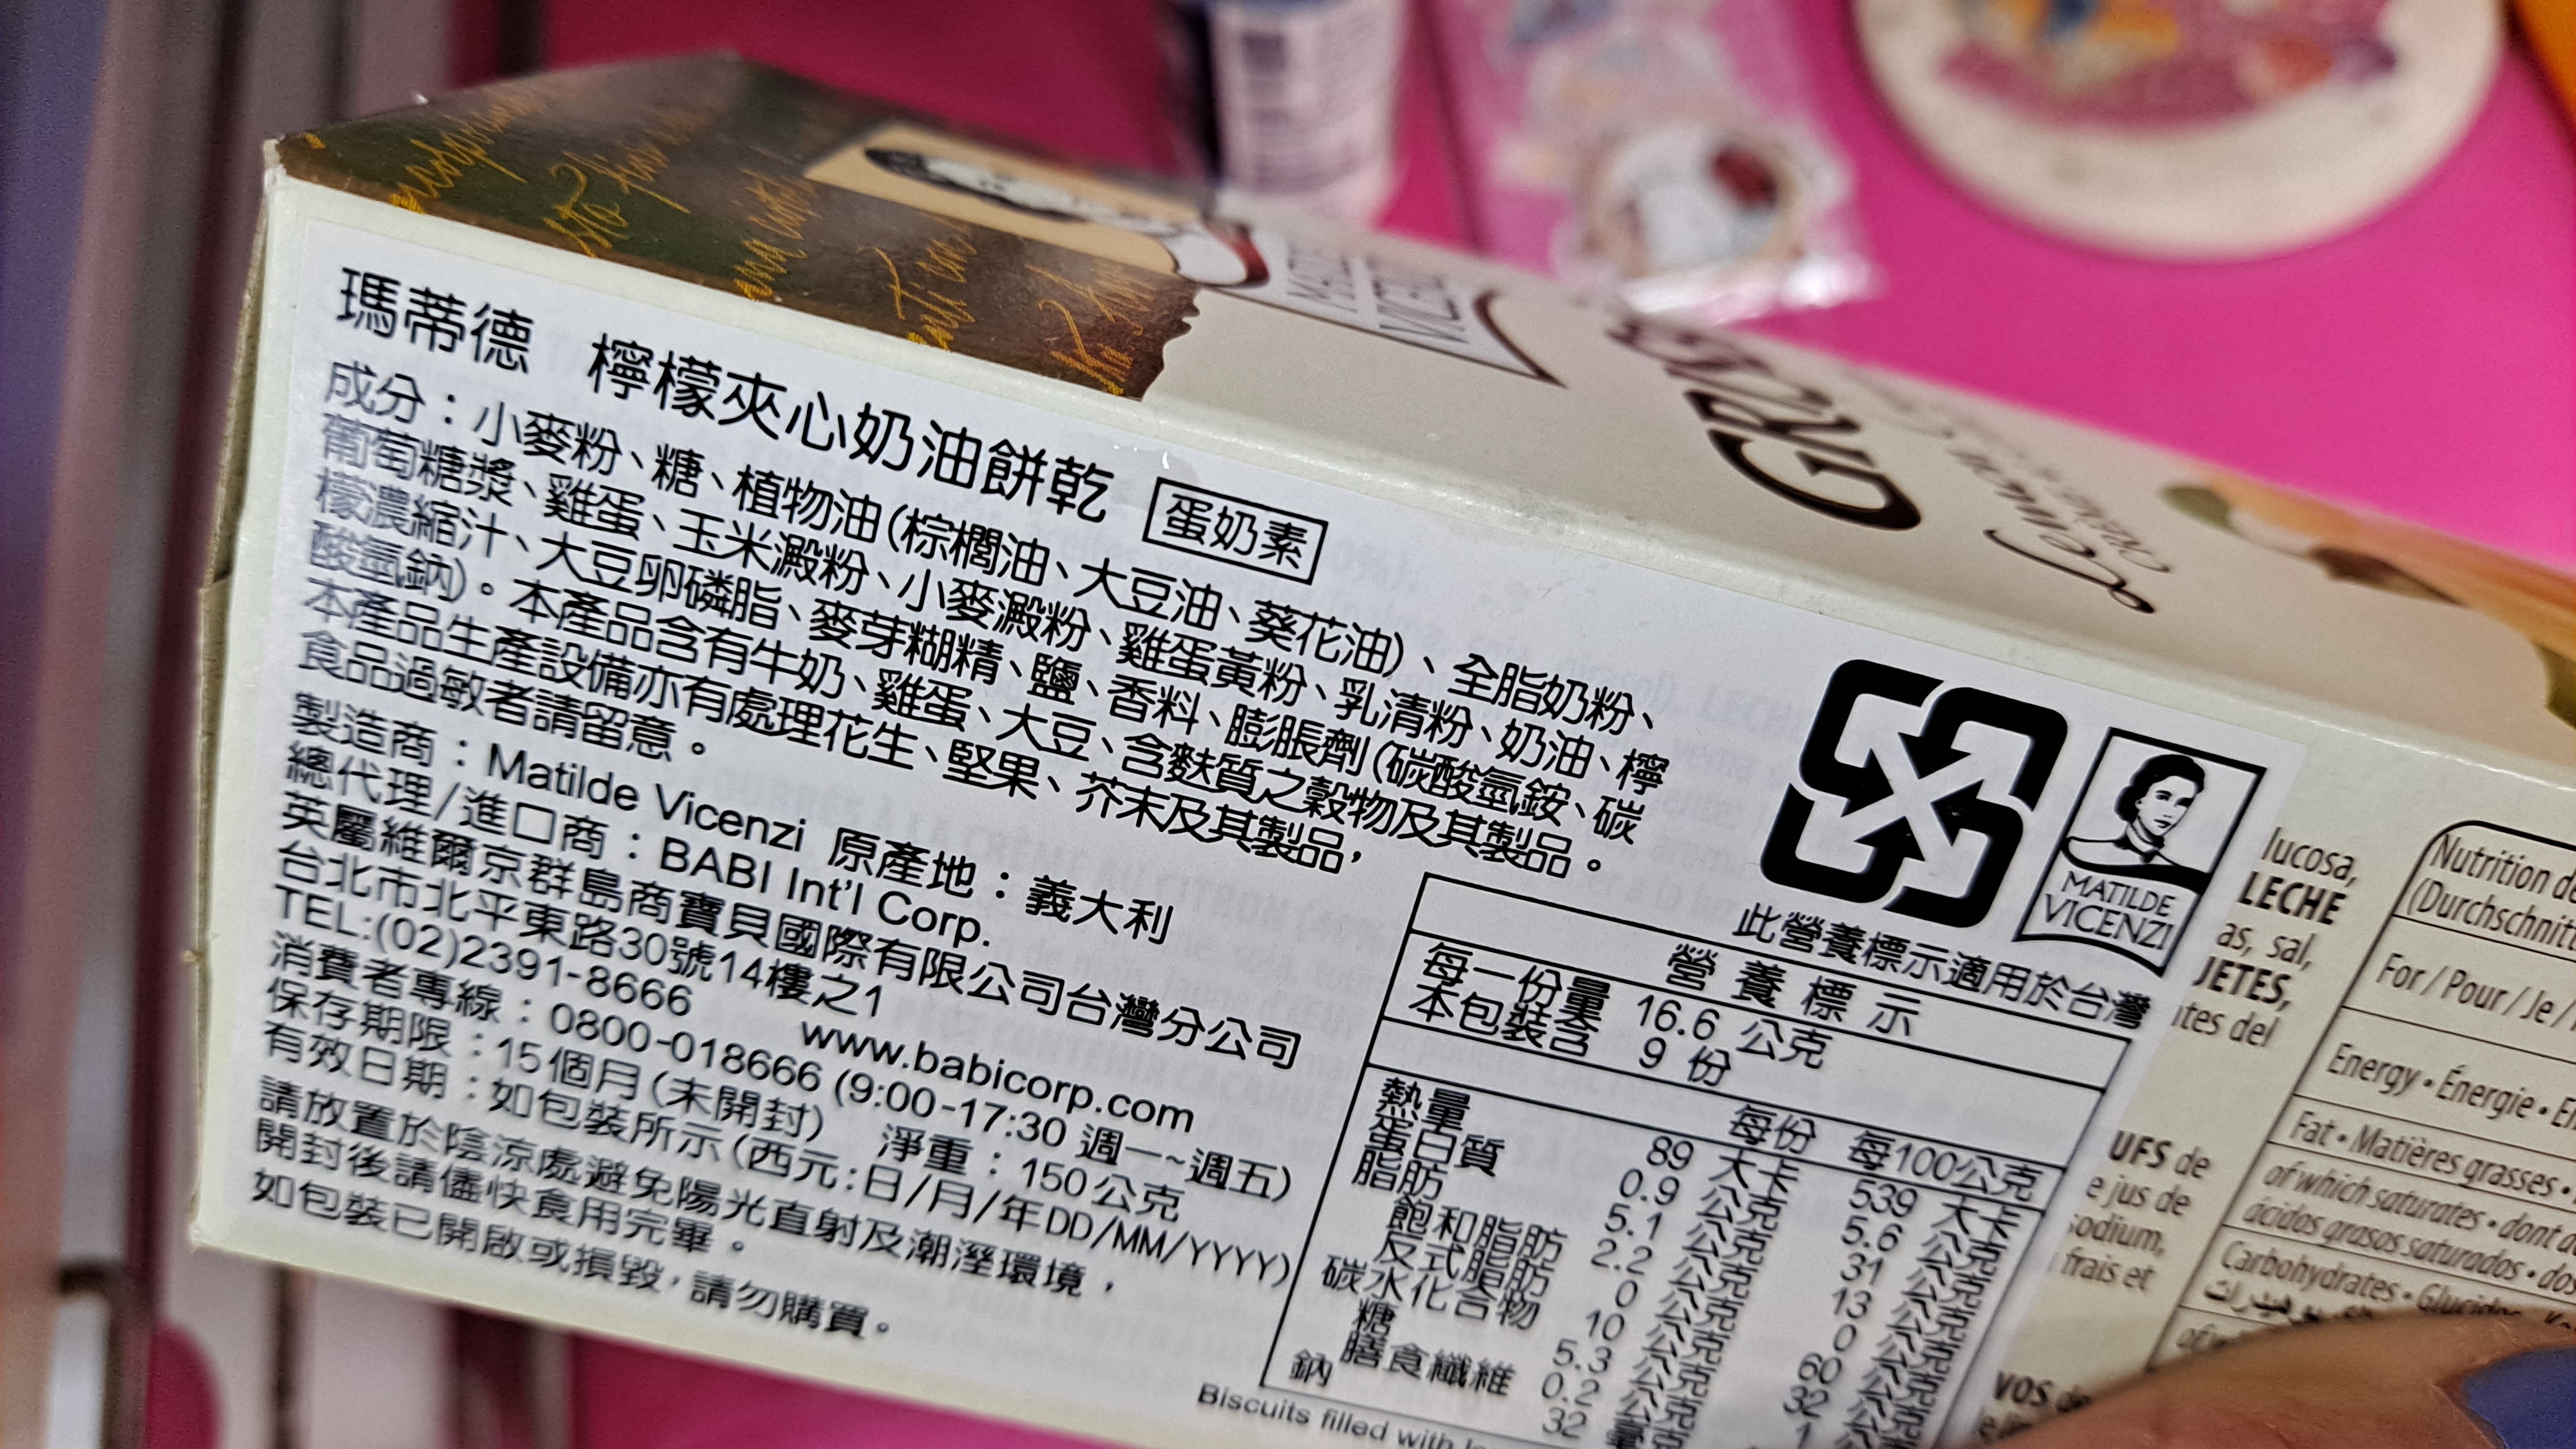 瑪蒂德 檸檬夾心奶油餅乾 蛋奶素
成分：小麥粉、糖、植物油(棕櫚油、大豆油、葵花油)、全脂奶粉、
葡萄糖漿、雞蛋、玉米澱粉、小麥澱粉、雞蛋黃粉、乳清粉、奶油、檸
檬濃縮汁、大豆卵磷脂、麥芽糊精、鹽、香料、膨脹劑(碳酸氫銨、碳
酸氫鈉)。本產品含有牛奶、雞蛋、大豆、含麩質之穀物及其製品。
本產品生產設備亦有處理花生、堅果、芥末及其製品，
食品過敏者請留意。
製造商：Matilde Vicenzi 原產地：義大利
總代理/進口商：BABI Int'l Corp.
英屬維爾京群島商寶貝國際有限公司台灣分公司
台北市北平東路30號14樓之1
TEL:(02)2391-8666 www.babicorp.com
消費者專線：0800-018666 (9:00-17:30 週一~週五)
保存期限：15個月(未開封) 淨重：150公克
有效日期：如包裝所示(西元:日/月/年DD/MM/YYYY)
請放置於陰涼處避免陽光直射及潮溼環境，
開封後請儘快食用完畢。
如包裝已開啟或損毀，請勿購買。
MATILDE
VICENZI
此營養標示適用於台灣
營 養 標 示
每一份量 16.6 公克
本包裝含 9 份
每份 每100公克
熱量 89 大卡 539 大卡
蛋白質 0.9 公克 5.6 公克
脂肪 5.1 公克 31 公克
飽和脂肪 2.2 公克 13 公克
反式脂肪 0 公克 0 公克
碳水化合物 10 公克 60 公克
糖 5.3 公克 32 公克
膳食纖維 0.2 公克 1
鈉 32 毫克
Biscuits filled with
lucosa,
LECHE
as, sal,
UFS de
e jus de
sodium,
frais et
Nutrition
(Durchschnitt
For / Pour / Je /
Energy • Énergie •
Fat • Matières grasses •
of which saturates • dont
ácidos grasos saturados •
Carbohydrates •